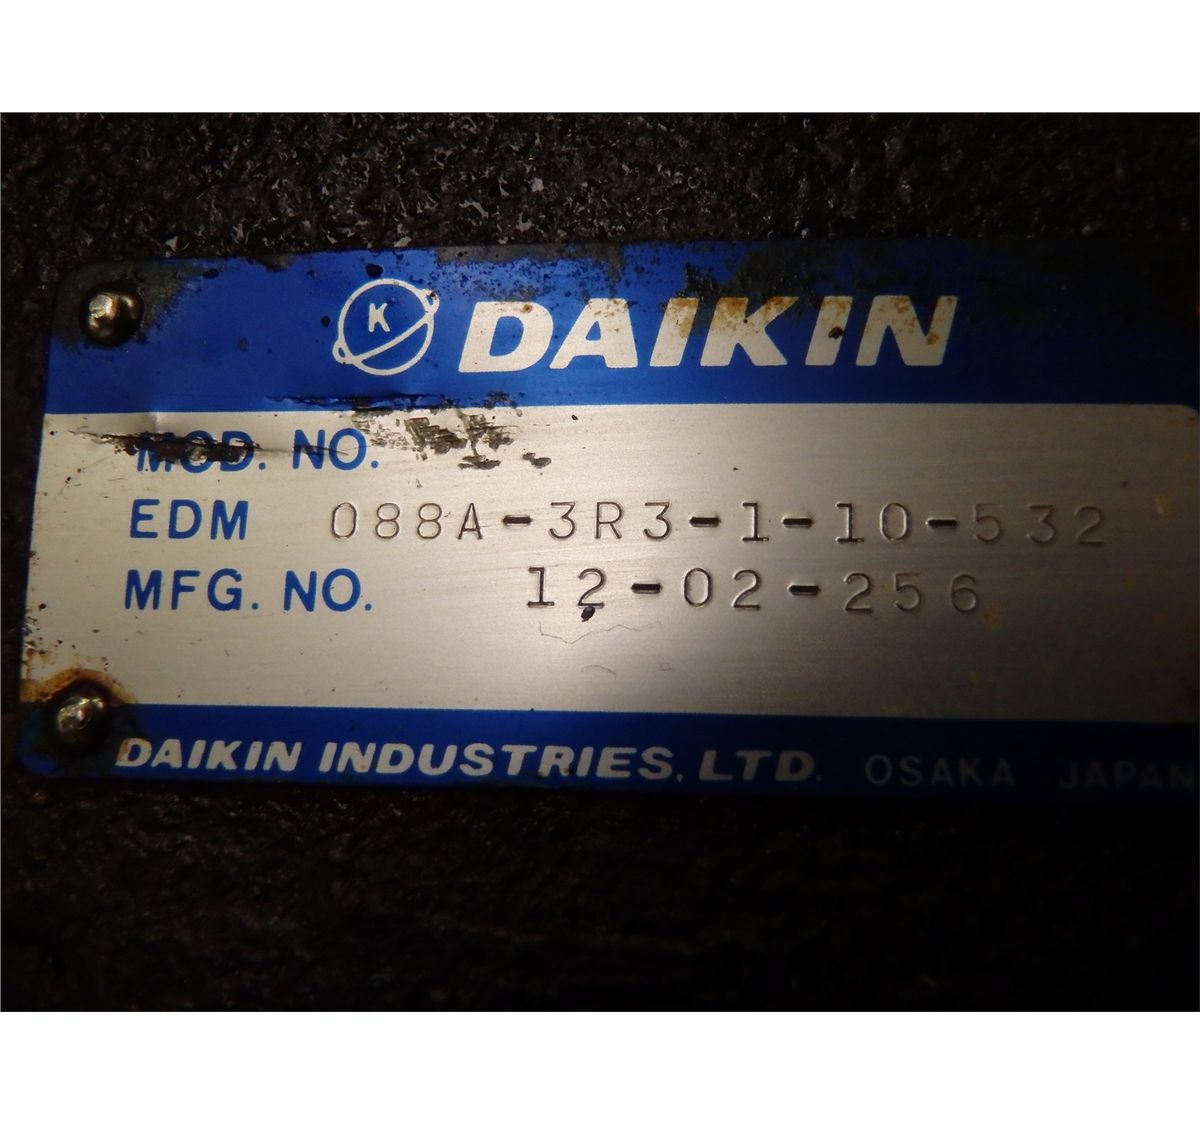 K DAIKIN
MOD. NO.
EDM 088A-3R3-1-10-532
MFG. NO. 12-02-256
DAIKIN INDUSTRIES, LTD. OSAKA JAPAN